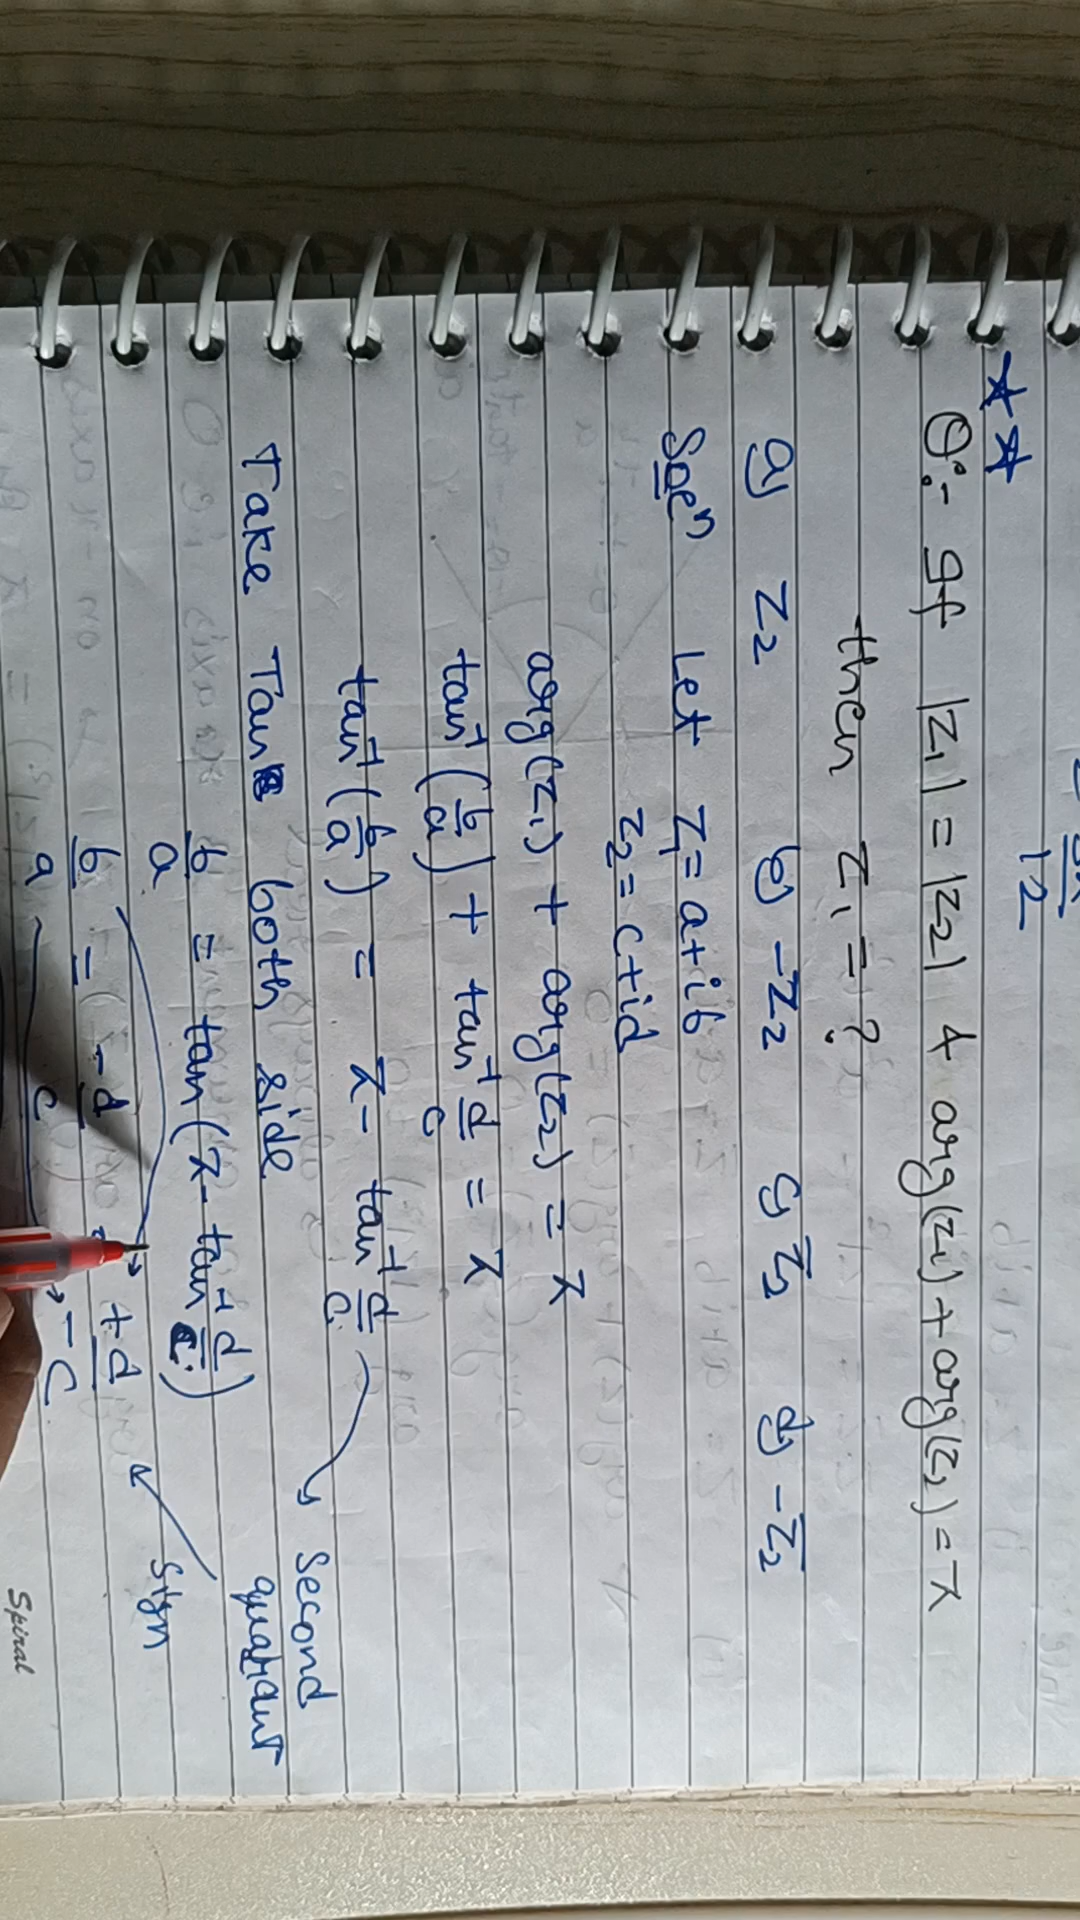 π
12
★★
Q:- If |z₁| = |z₂| & arg(z₁) + arg(z₂) = π
then z₁ = ?
a) z₂ b) -z₂ c) z̄₂ d) -z̄₂
Solⁿ Let z₁ = a+ib
z₂ = c+id
arg(z₁) + arg(z₂) = π
tan⁻¹(b/a) + tan⁻¹ d/c = π
tan⁻¹(b/a) = π - tan⁻¹ d/c → Second
quatrant
Take Tan both side
b/a = tan(π - tan⁻¹ d/c)
sign
b/a = -d/c → +d/-c
Spiral